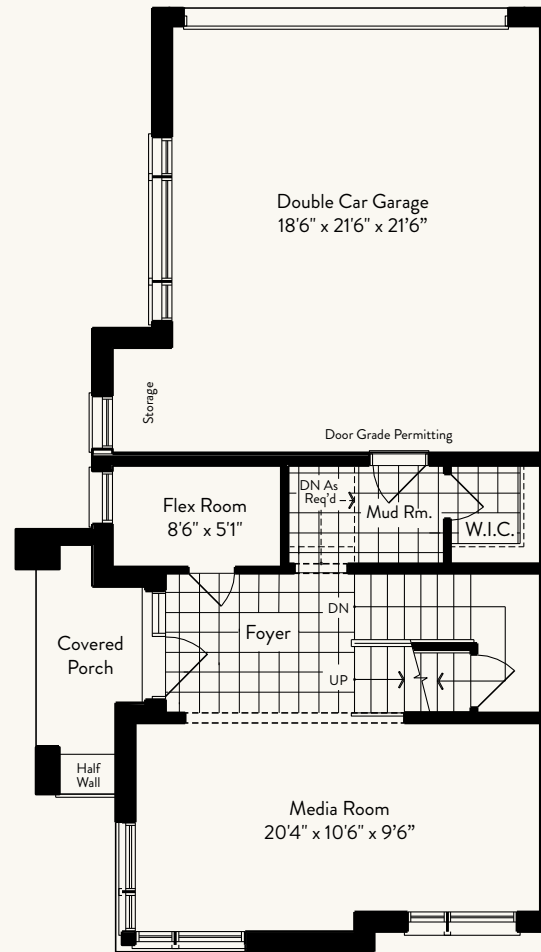 Double Car Garage
18'6" x 21'6" x 21'6”
Storage
Door Grade Permitting
DN As
Req'd
Mud Rm.
W.I.C.
Flex Room
8'6" x 5'1"
DN
Foyer
Covered
Porch
UP
Half
Wall
Media Room
20'4" x 10'6" x 9'6”